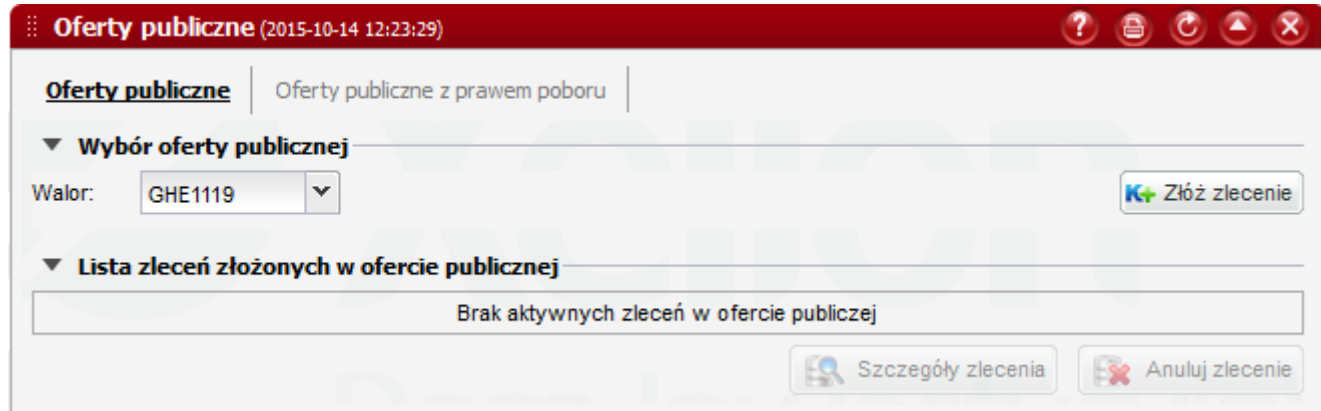 Oferty publiczne (2015-10-14 12:23:29)
Oferty publiczne Oferty publiczne z prawem poboru
Wybór oferty publicznej
Walor: GHE1119 K+ Złóż zlecenie
Lista zleceń złożonych w ofercie publicznej
Brak aktywnych zleceń w ofercie publiczej
Szczegóły zlecenia Anuluj zlecenie